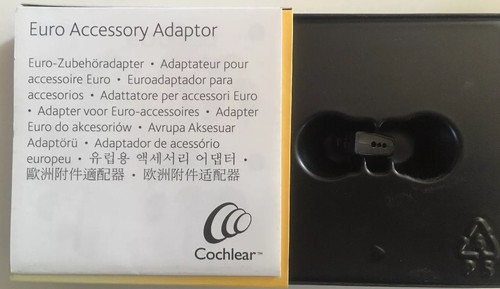 Euro Accessory Adaptor
Euro-Zubehöradapter • Adaptateur pour
accessoire Euro • Euroadaptador para
accesorios • Adattatore per accessori Euro
• Adapter voor Euro-accessoires • Adapter
Euro do akcesoriów • Avrupa Aksesuar
Adaptörü • Adaptador de acessório
europeu • 유럽용 액세서리 어댑터 •
歐洲附件適配器 • 欧洲附件适配器
Cochlear™
PS